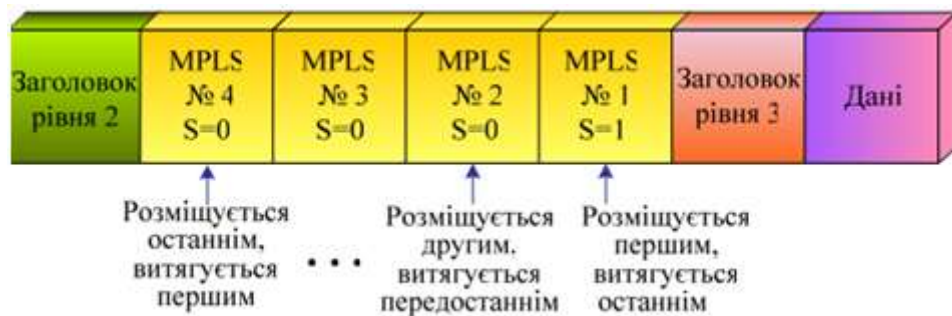 Заголовок
рівня 2
MPLS
№ 4
S=0
MPLS
№ 3
S=0
MPLS
№ 2
S=0
MPLS
№ 1
S=1
Заголовок
рівня 3
Дані
Розміщується
останнім,
витягується
першим
• • •
Розміщується
другим,
витягується
передостаннім
Розміщується
першим,
витягується
останнім